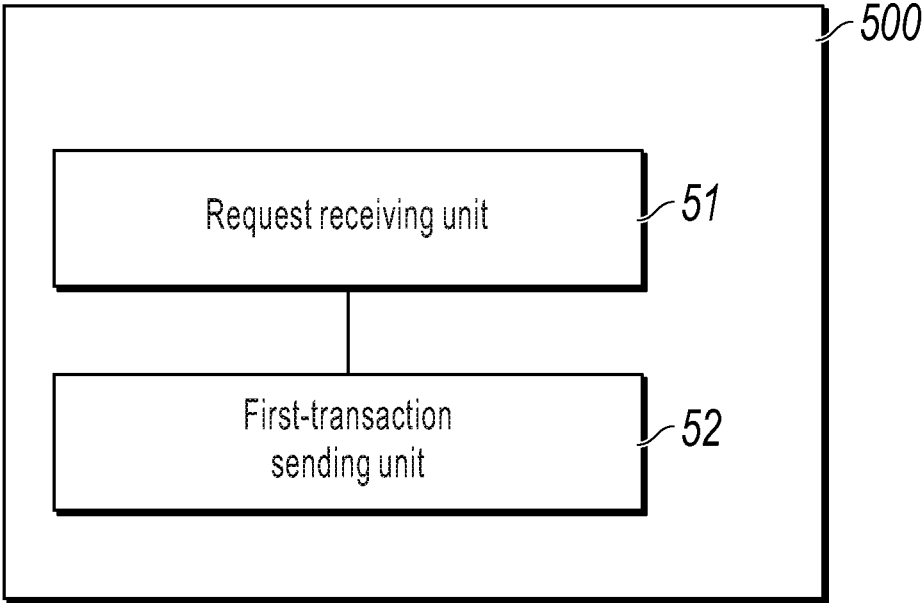 500
Request receiving unit
51
First-transaction
sending unit
52